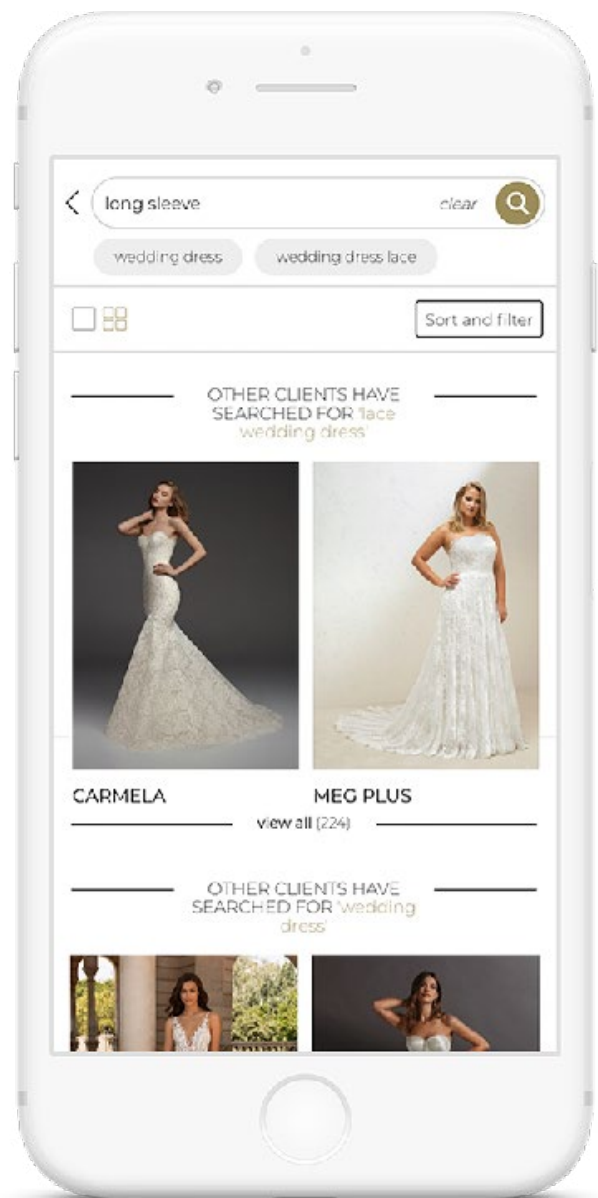 long sleeve clear
wedding dress wedding dress lace
Sort and filter
OTHER CLIENTS HAVE
SEARCHED FOR 'lace
wedding dress'
CARMELA MEG PLUS
view all (224)
OTHER CLIENTS HAVE
SEARCHED FOR 'wedding
dress'